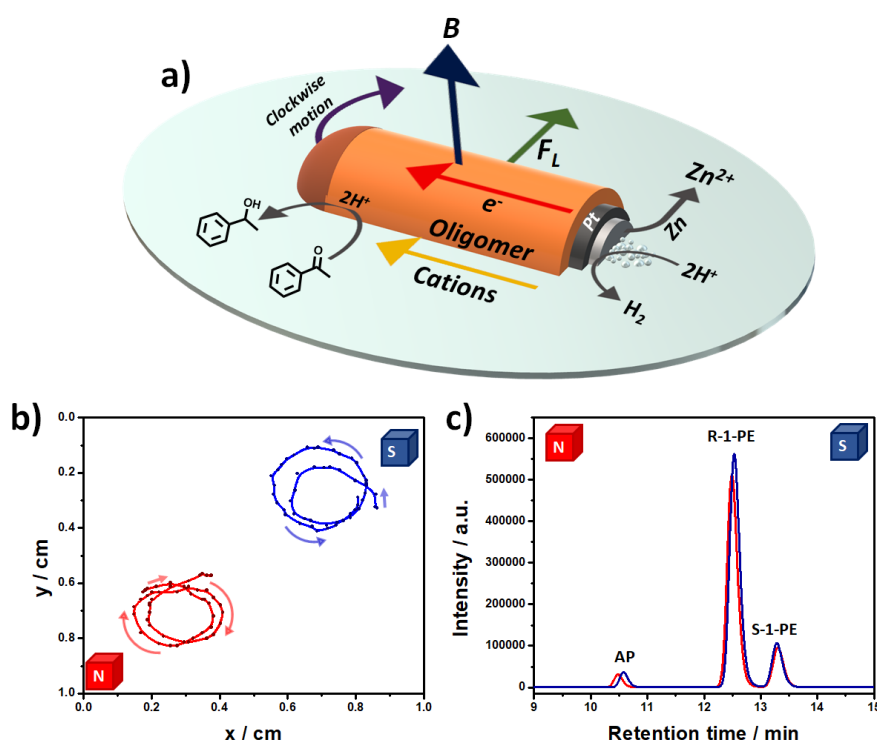 a)
B
Clockwise
motion
F_L
Zn²⁺
Zn
Pt
e⁻
OH
2H⁺
O
Oligomer
Cations
2H⁺
H₂
b)
0.0
0.2
0.4
0.6
0.8
1.0
y / cm
S
N
0.0 0.2 0.4 0.6 0.8 1.0
x / cm
c)
600000
500000
400000
300000
200000
100000
0
Intensity / a.u.
N
S
R-1-PE
S-1-PE
AP
9 10 11 12 13 14 15
Retention time / min